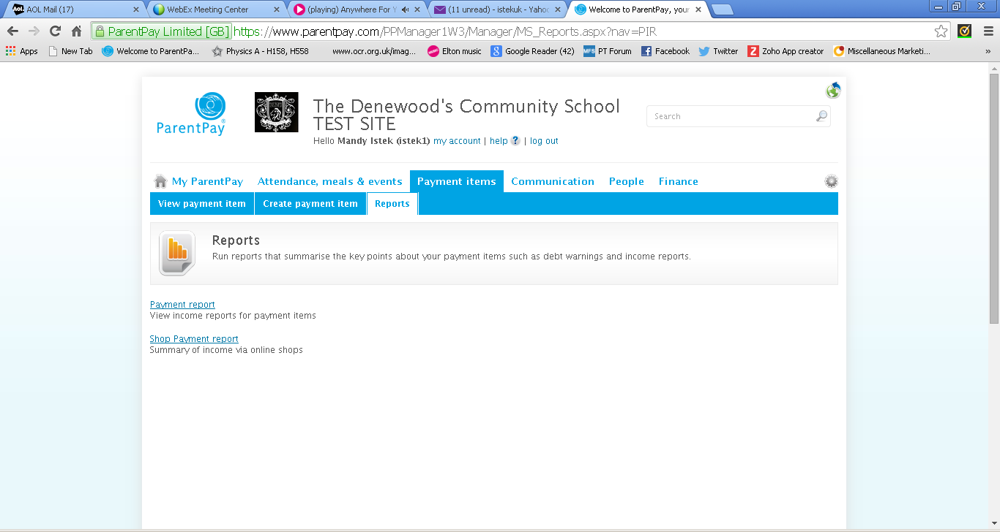 AOL Mail (17)
WebEx Meeting Center
(playing) Anywhere For Y
(11 unread) - istekuk - Yahoo
Welcome to ParentPay, your
ParentPay Limited [GB] https://www.parentpay.com/PPManager1W3/Manager/MS_Reports.aspx?nav=PIR
Apps
New Tab
Welcome to ParentPa...
Physics A - H158, H558
www.ocr.org.uk/imag...
Elton music
Google Reader (42)
PT Forum
Facebook
Twitter
Zoho App creator
Miscellaneous Marketi...
»
ParentPay
The Denewood's Community School
TEST SITE
Hello Mandy Istek (istek1) my account | help ? | log out
Search
My ParentPay
Attendance, meals & events
Payment items
Communication
People
Finance
View payment item
Create payment item
Reports
Reports
Run reports that summarise the key points about your payment items such as debt warnings and income reports.
Payment report
View income reports for payment items
Shop Payment report
Summary of income via online shops